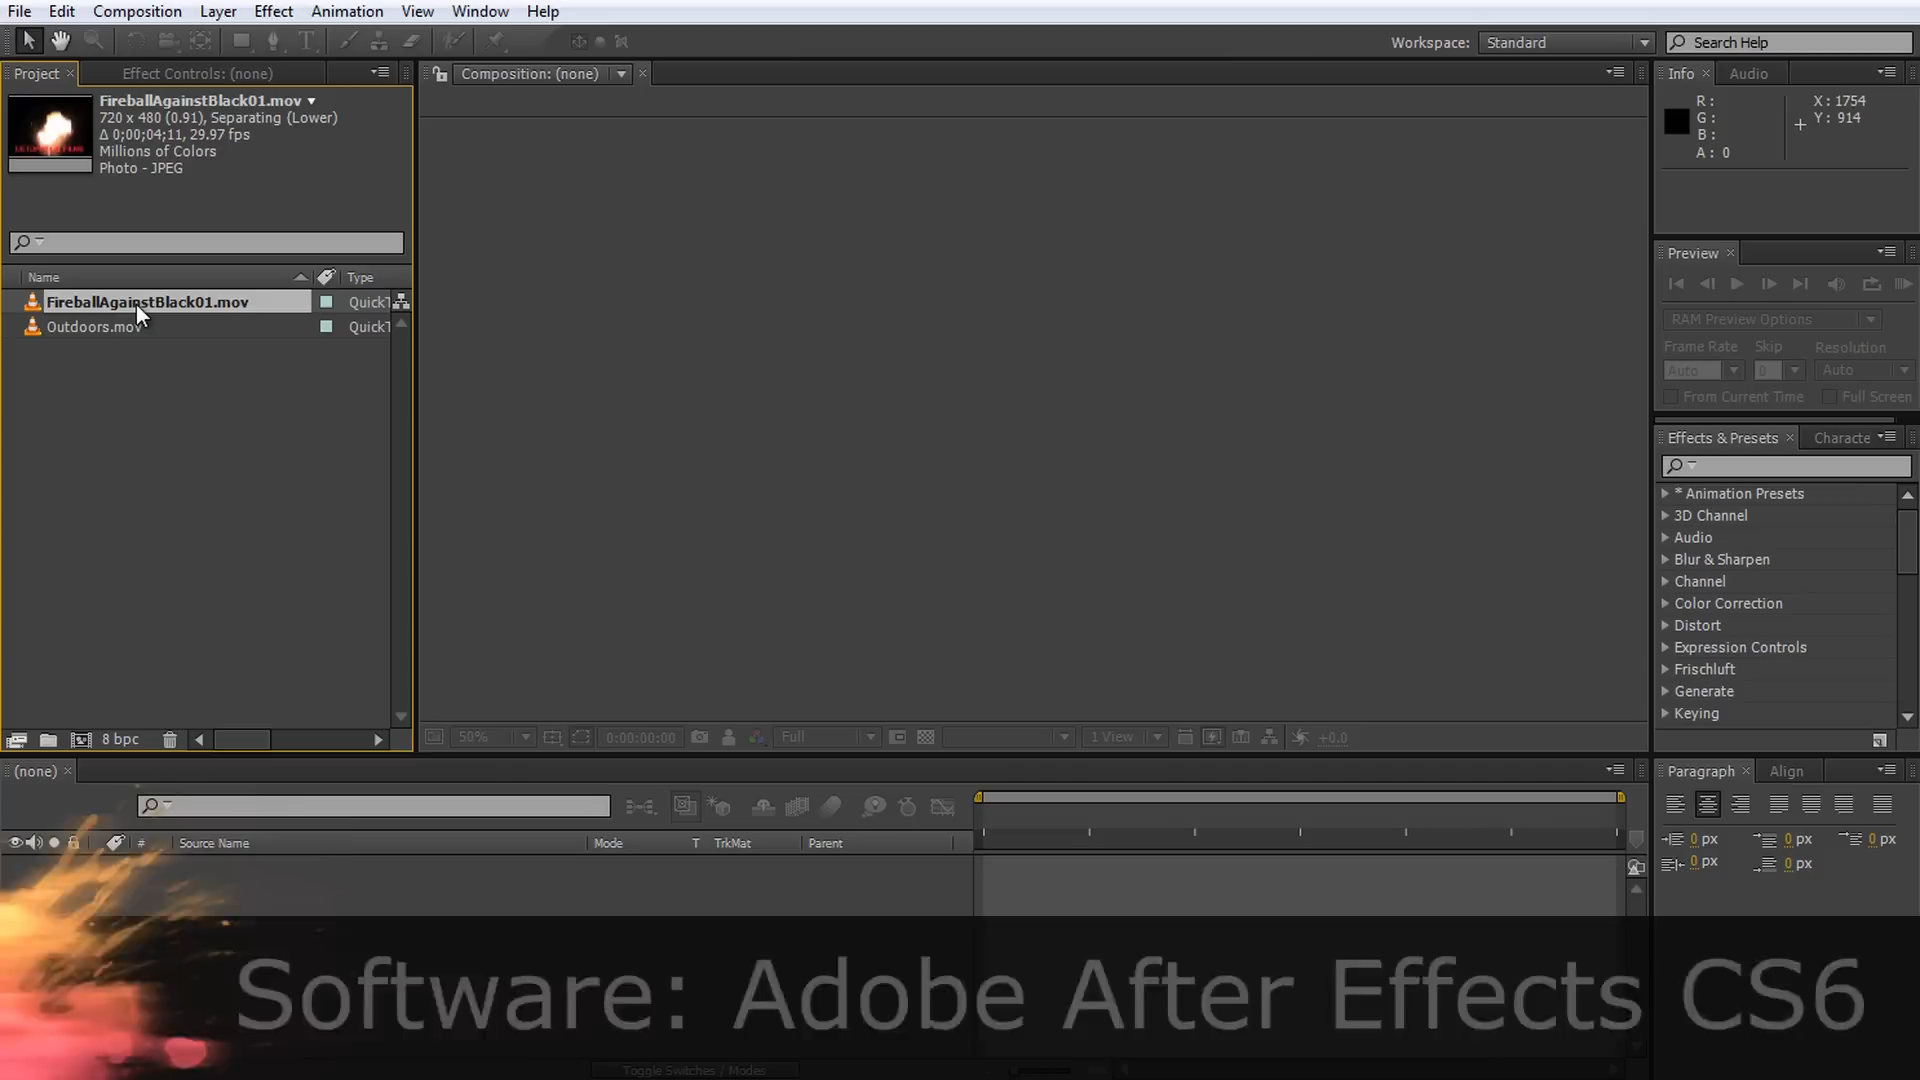 File Edit Composition Layer Effect Animation View Window Help
Workspace: Standard Search Help
Project Effect Controls: (none) Composition: (none) Info Audio
FireballAgainstBlack01.mov
720 x 480 (0.91), Separating (Lower)
Δ 0;00;04;11, 29.97 fps
Millions of Colors
Photo - JPEG
R:
G:
B:
A: 0
X: 1754
Y: 914
Name Type
FireballAgainstBlack01.mov QuickT
Outdoors.mov QuickT
8 bpc
50% 0:00:00:00 Full 1 View +0.0
Preview
RAM Preview Options
Frame Rate Skip Resolution
Auto 0 Auto
From Current Time Full Screen
Effects & Presets Characte
* Animation Presets
3D Channel
Audio
Blur & Sharpen
Channel
Color Correction
Distort
Expression Controls
Frischluft
Generate
Keying
(none)
# Source Name Mode T TrkMat Parent
Paragraph Align
0 px 0 px 0 px
0 px 0 px
Software: Adobe After Effects CS6
Toggle Switches / Modes